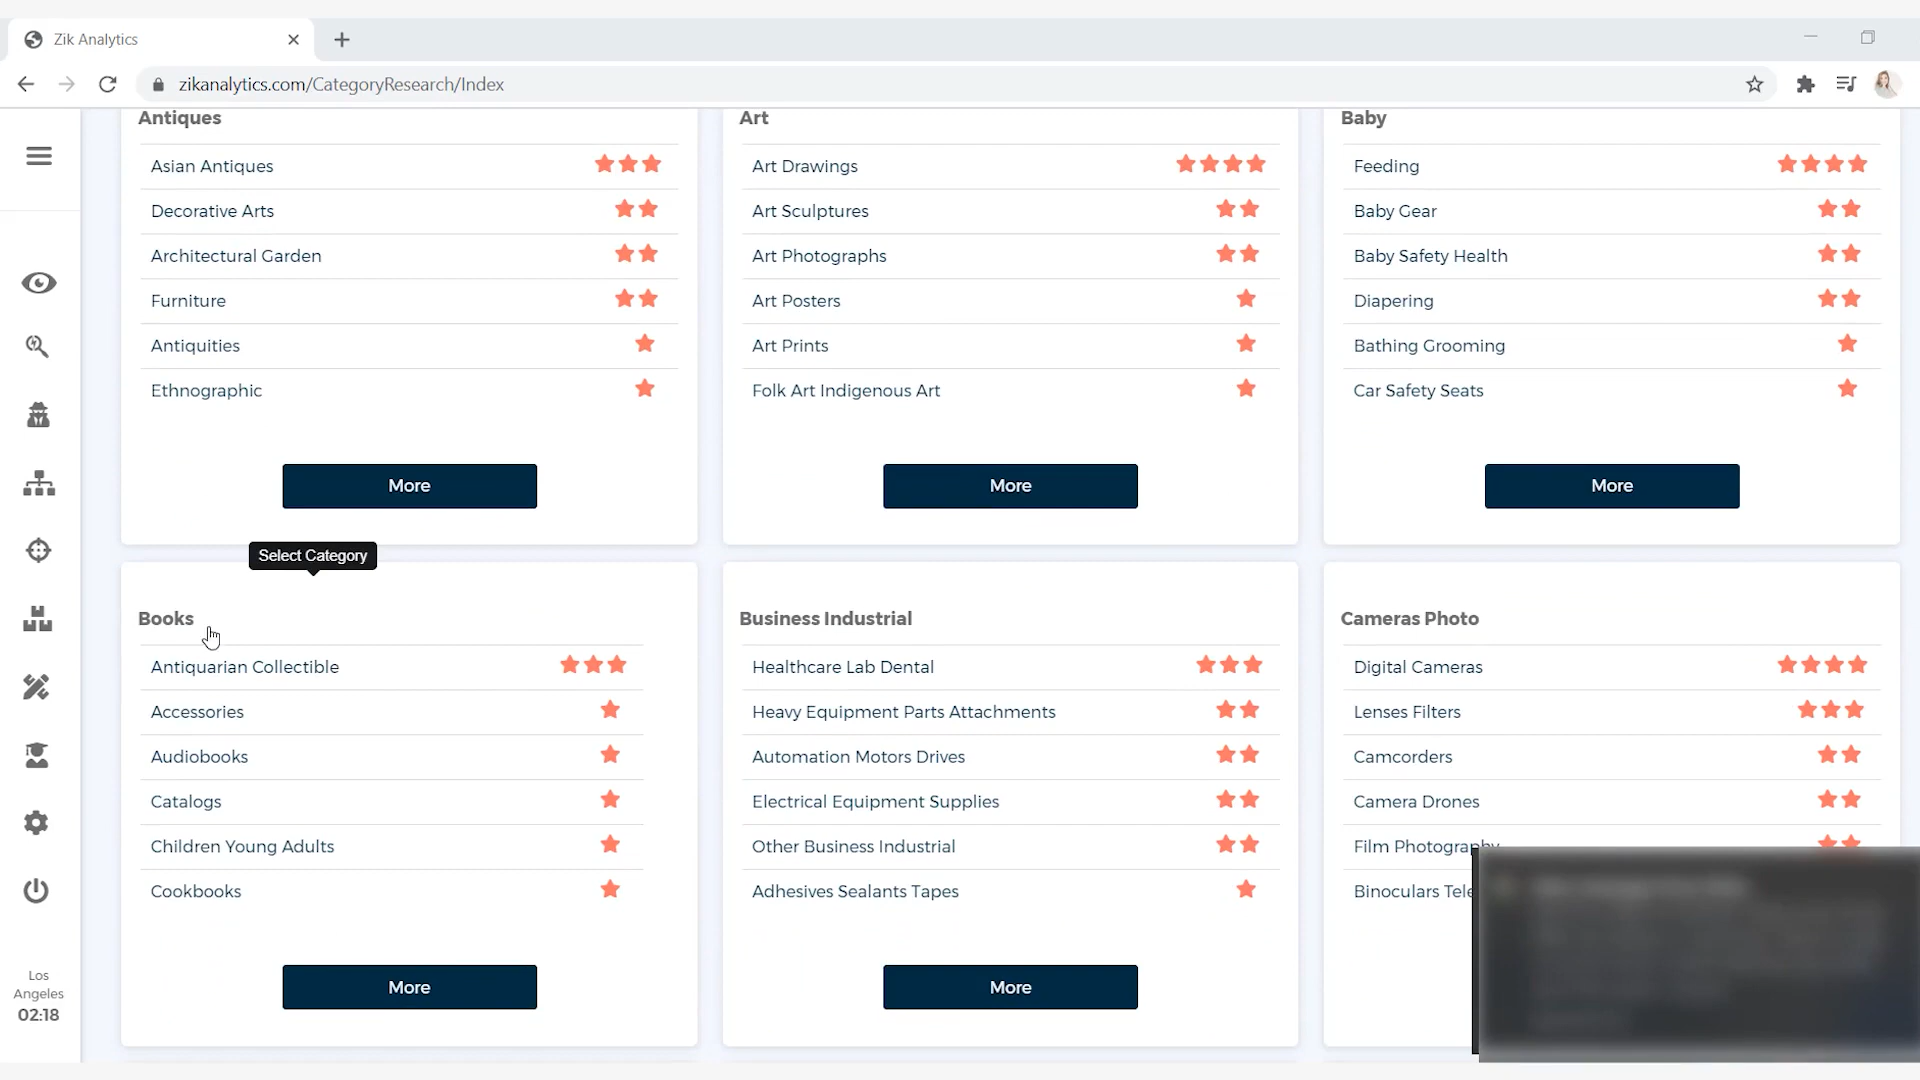 Zik Analytics
zikanalytics.com/CategoryResearch/Index
Antiques
Asian Antiques
Decorative Arts
Architectural Garden
Furniture
Antiquities
Ethnographic
More
Art
Art Drawings
Art Sculptures
Art Photographs
Art Posters
Art Prints
Folk Art Indigenous Art
More
Baby
Feeding
Baby Gear
Baby Safety Health
Diapering
Bathing Grooming
Car Safety Seats
More
Select Category
Books
Antiquarian Collectible
Accessories
Audiobooks
Catalogs
Children Young Adults
Cookbooks
More
Business Industrial
Healthcare Lab Dental
Heavy Equipment Parts Attachments
Automation Motors Drives
Electrical Equipment Supplies
Other Business Industrial
Adhesives Sealants Tapes
More
Cameras Photo
Digital Cameras
Lenses Filters
Camcorders
Camera Drones
Film Photography
Binoculars Tele
Los
Angeles
02:18